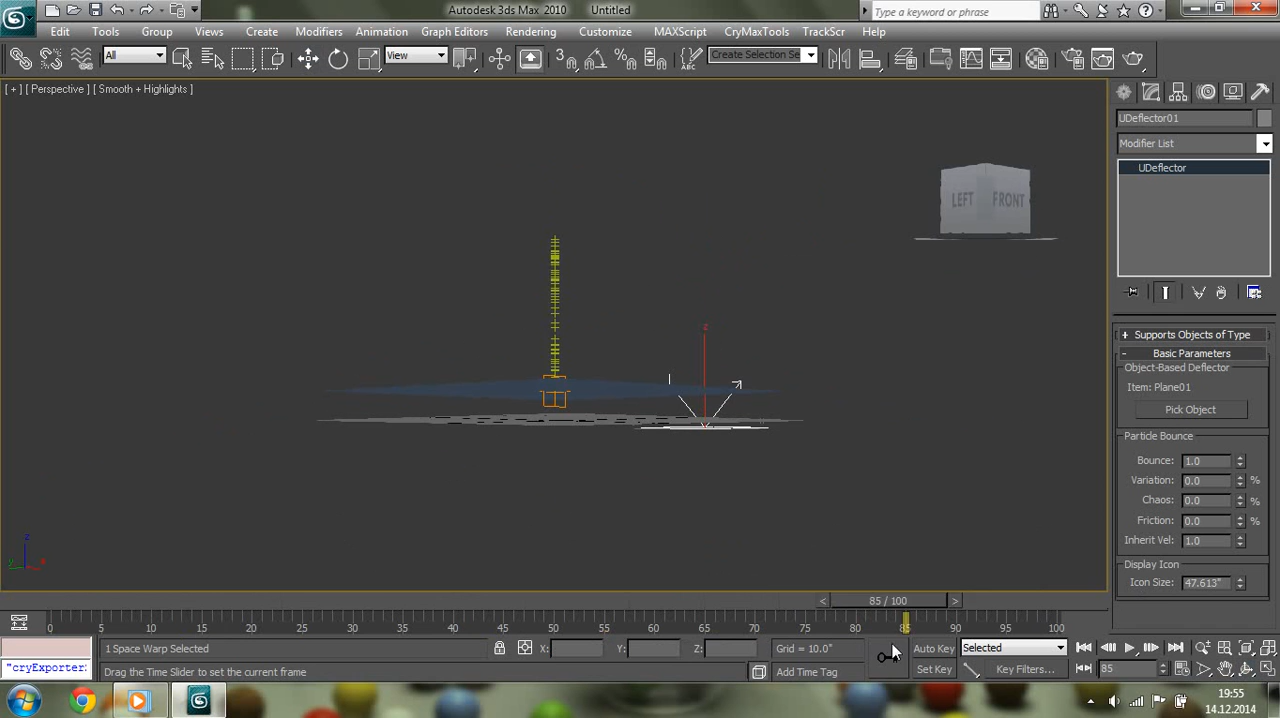 Autodesk 3ds Max 2010 Untitled
Type a keyword or phrase
Edit Tools Group Views Create Modifiers Animation Graph Editors Rendering Customize MAXScript CryMaxTools TrackScr Help
All View 3 Create Selection Se
[ + ] [ Perspective ] [ Smooth + Highlights ]
UDeflector01
Modifier List
UDeflector
LEFT FRONT
z
+ Supports Objects of Type
- Basic Parameters
Object-Based Deflector
Item: Plane01
Pick Object
Particle Bounce
Bounce: 1.0
Variation: 0.0 %
Chaos: 0.0 %
Friction: 0.0 %
Inherit Vel: 1.0
Display Icon
Icon Size: 47.613"
z
y x
< 85 / 100 >
0 5 10 15 20 25 30 35 40 45 50 55 60 65 70 75 80 85 90 95 100
1 Space Warp Selected X: Y: Z: Grid = 10.0" Auto Key Selected
"cryExporter: Drag the Time Slider to set the current frame Add Time Tag Set Key Key Filters... 85
19:55
14.12.2014